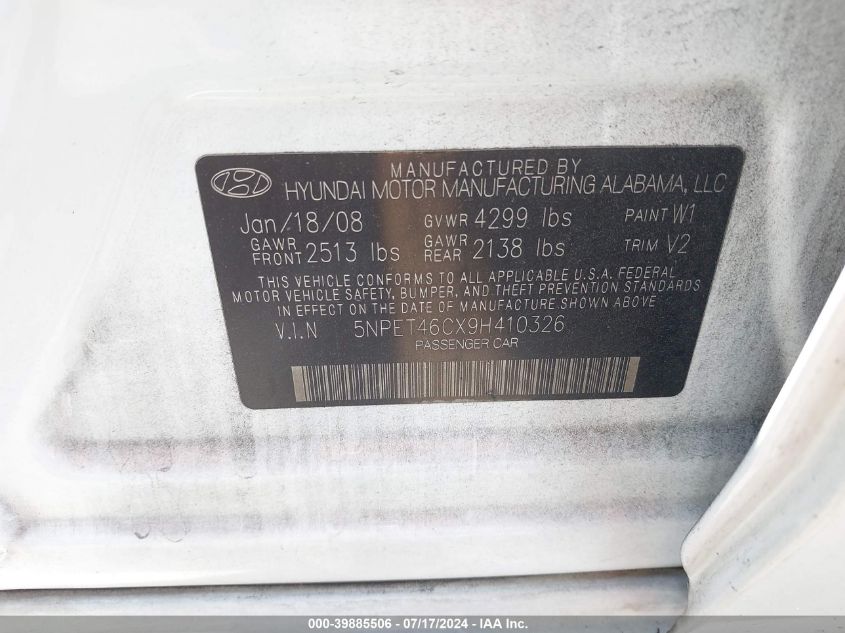 MANUFACTURED BY
HYUNDAI MOTOR MANUFACTURING ALABAMA, LLC
Jan/18/08 GVWR 4299 lbs PAINT W1
GAWR FRONT 2513 lbs GAWR REAR 2138 lbs TRIM V2
THIS VEHICLE CONFORMS TO ALL APPLICABLE U.S.A. FEDERAL
MOTOR VEHICLE SAFETY, BUMPER, AND THEFT PREVENTION STANDARDS
IN EFFECT ON THE DATE OF MANUFACTURE SHOWN ABOVE.
V.I.N 5NPET46CX9H410326
PASSENGER CAR
000-39885506 - 07/17/2024 - IAA Inc.